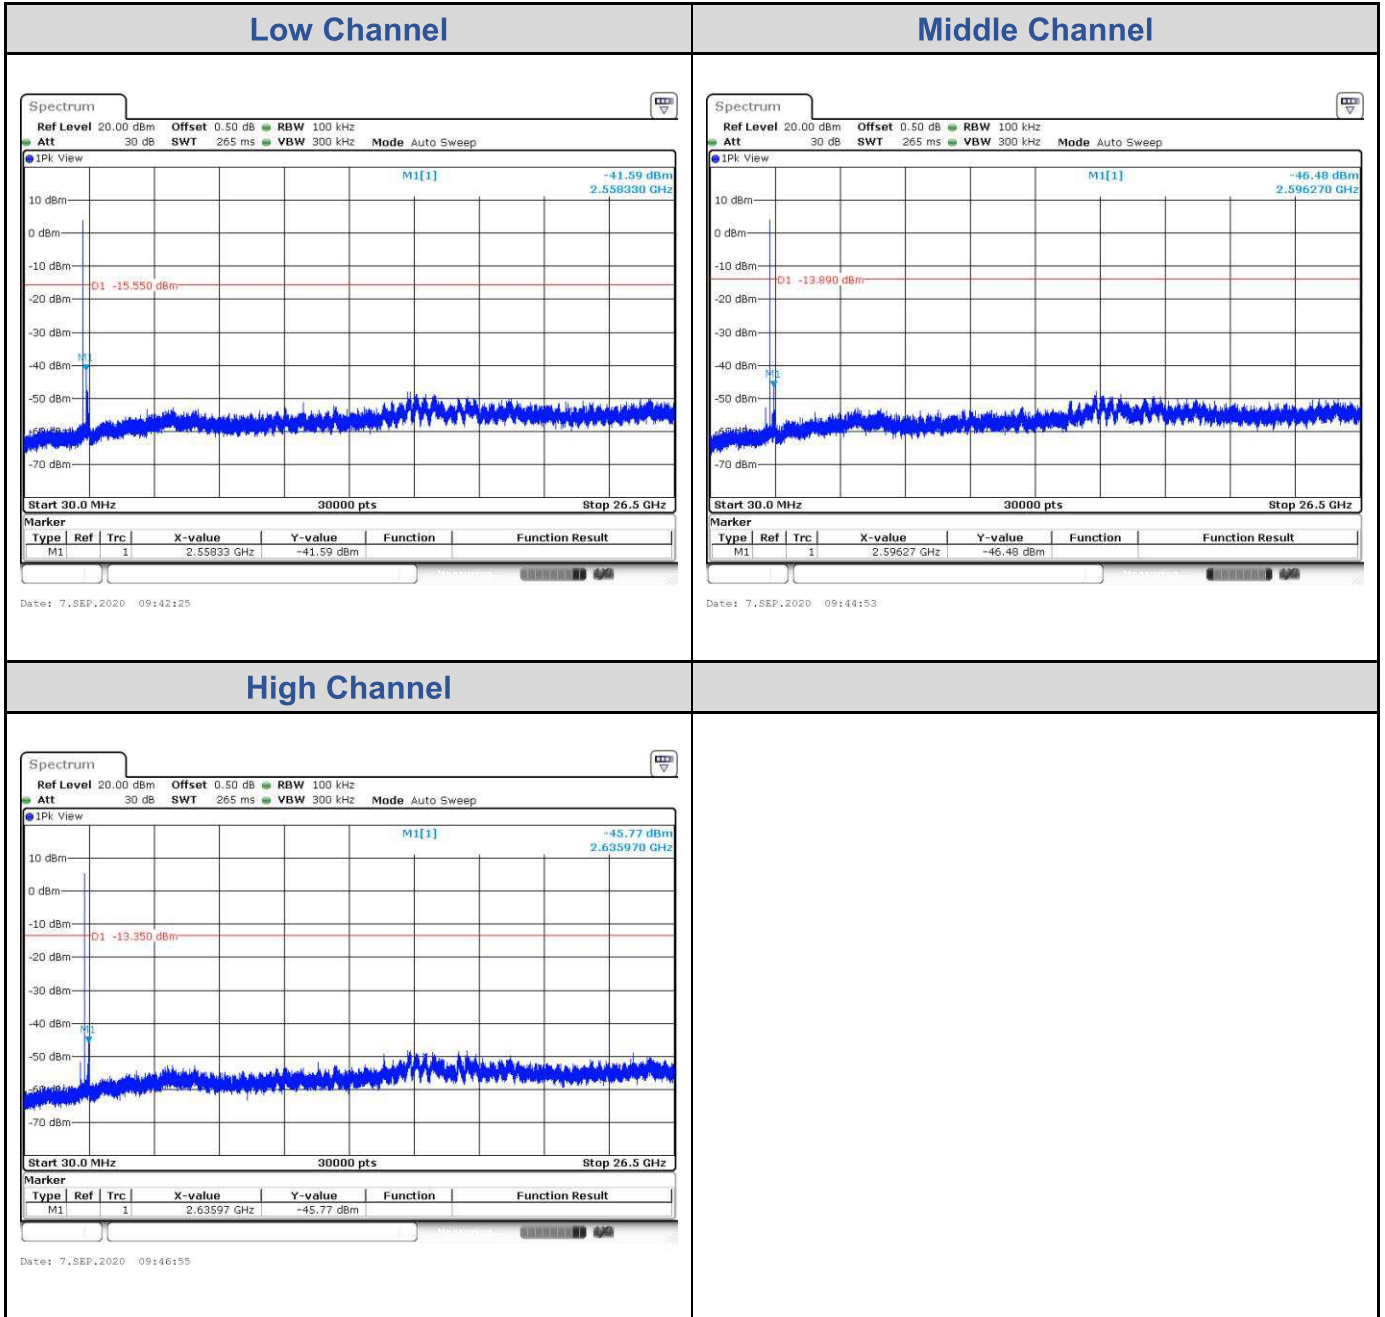 Low Channel
Middle Channel
Spectrum
Ref Level 20.00 dBm Offset 0.50 dB RBW 100 kHz
Att 30 dB SWT 265 ms VBW 300 kHz Mode Auto Sweep
1Pk View
M1[1] -41.59 dBm
2.558330 GHz
10 dBm
0 dBm
-10 dBm
D1 -15.550 dBm
-20 dBm
-30 dBm
M1
-40 dBm
-50 dBm
-60 dBm
-70 dBm
Start 30.0 MHz 30000 pts Stop 26.5 GHz
Marker
Type Ref Trc X-value Y-value Function Function Result
M1 1 2.55833 GHz -41.59 dBm
Date: 7.SEP.2020 09:42:25
Spectrum
Ref Level 20.00 dBm Offset 0.50 dB RBW 100 kHz
Att 30 dB SWT 265 ms VBW 300 kHz Mode Auto Sweep
1Pk View
M1[1] -46.48 dBm
2.596270 GHz
10 dBm
0 dBm
-10 dBm
D1 -13.890 dBm
-20 dBm
-30 dBm
-40 dBm
M1
-50 dBm
-60 dBm
-70 dBm
Start 30.0 MHz 30000 pts Stop 26.5 GHz
Marker
Type Ref Trc X-value Y-value Function Function Result
M1 1 2.59627 GHz -46.48 dBm
Date: 7.SEP.2020 09:44:53
High Channel
Spectrum
Ref Level 20.00 dBm Offset 0.50 dB RBW 100 kHz
Att 30 dB SWT 265 ms VBW 300 kHz Mode Auto Sweep
1Pk View
M1[1] -45.77 dBm
2.635970 GHz
10 dBm
0 dBm
-10 dBm
D1 -13.350 dBm
-20 dBm
-30 dBm
-40 dBm
M1
-50 dBm
-60 dBm
-70 dBm
Start 30.0 MHz 30000 pts Stop 26.5 GHz
Marker
Type Ref Trc X-value Y-value Function Function Result
M1 1 2.63597 GHz -45.77 dBm
Date: 7.SEP.2020 09:46:55